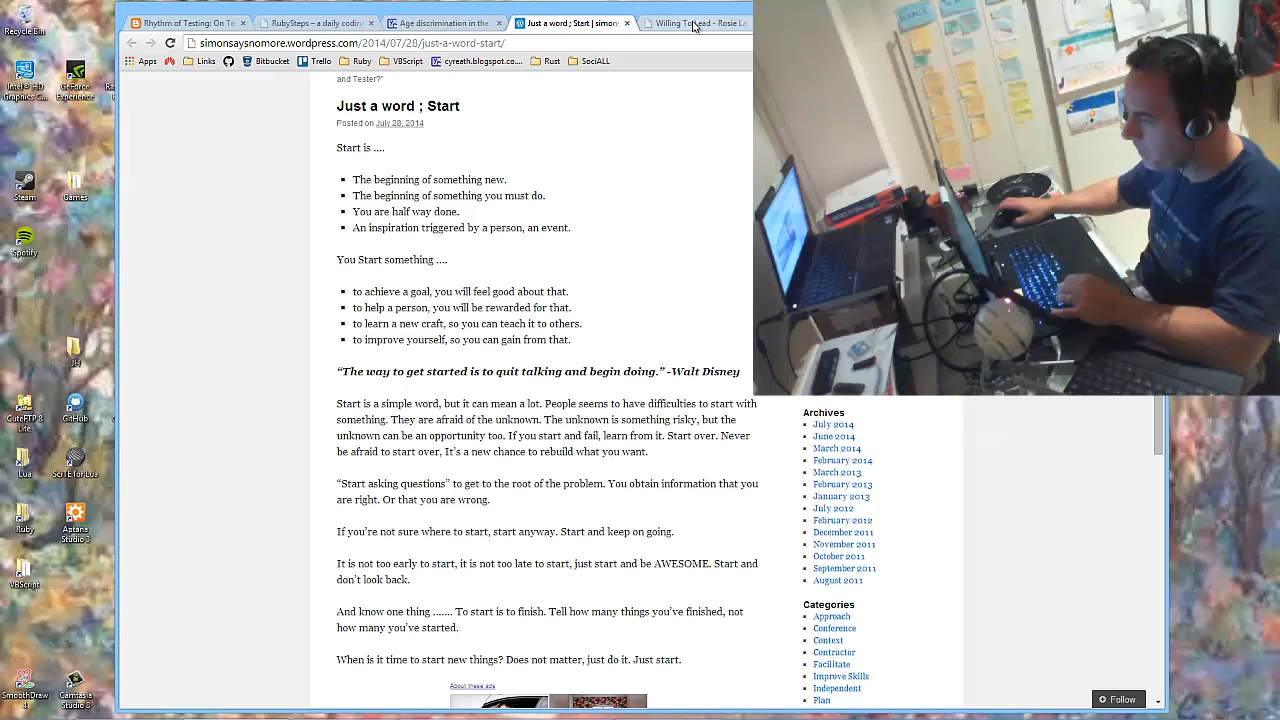 Rhythm of Testing: On Te
RubySteps – a daily coding
Age discrimination in the
Just a word ; Start | simon
Willing To Lead - Rosie La
simonsaysnomore.wordpress.com/2014/07/28/just-a-word-start/
Apps
Links
Bitbucket
Trello
Ruby
VBScript
cyreath.blogspot.co....
Rust
SociALL
and Tester?"
Just a word ; Start
Posted on July 28, 2014
Start is ....
The beginning of something new.
The beginning of something you must do.
You are half way done.
An inspiration triggered by a person, an event.
You Start something ....
to achieve a goal, you will feel good about that.
to help a person, you will be rewarded for that.
to learn a new craft, so you can teach it to others.
to improve yourself, so you can gain from that.
“The way to get started is to quit talking and begin doing.” -Walt Disney
Start is a simple word, but it can mean a lot. People seems to have difficulties to start with
something. They are afraid of the unknown. The unknown is something risky, but the
unknown can be an opportunity too. If you start and fail, learn from it. Start over. Never
be afraid to start over, It’s a new chance to rebuild what you want.
“Start asking questions” to get to the root of the problem. You obtain information that you
are right. Or that you are wrong.
If you’re not sure where to start, start anyway. Start and keep on going.
It is not too early to start, it is not too late to start, just start and be AWESOME. Start and
don’t look back.
And know one thing ....... To start is to finish. Tell how many things you’ve finished, not
how many you’ve started.
When is it time to start new things? Does not matter, just do it. Just start.
About these ads
Archives
July 2014
June 2014
March 2014
February 2014
March 2013
February 2013
January 2013
July 2012
February 2012
December 2011
November 2011
October 2011
September 2011
August 2011
Categories
Approach
Conference
Context
Contractor
Facilitate
Improve Skills
Independent
Plan
Follow
Recycle Bin
Intel® HD
Graphics C...
GeForce
Experience
Steam
Games
Spotify
JH
CuteFTP 8
Lite
GitHub
Lua
SciTE for Lua
Ruby
Aptana
Studio 3
VBScript
SmoothDraw
4
Camtasia
Studio 8